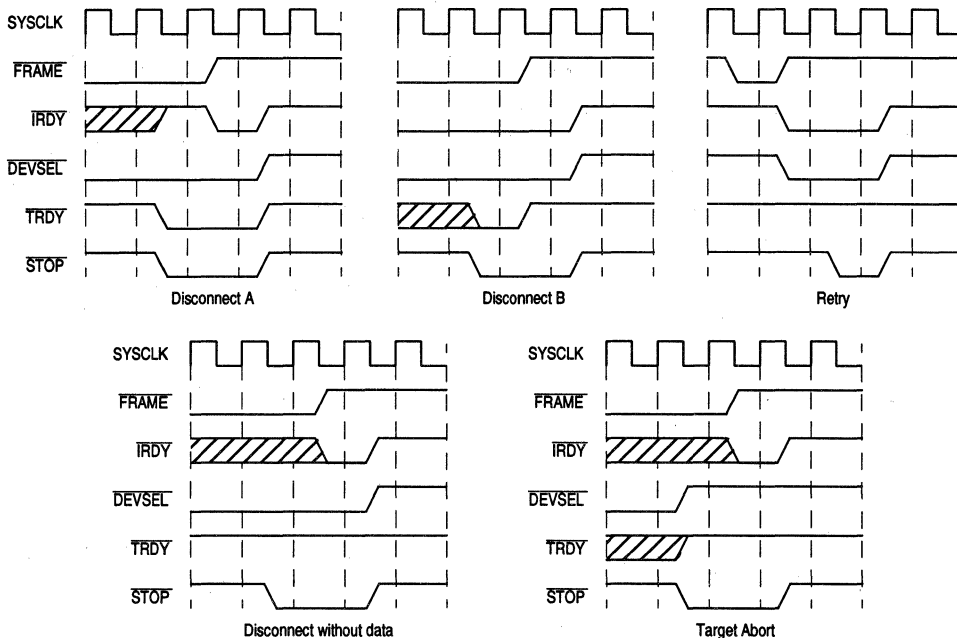 SYSCLK
FRAME
IRDY
DEVSEL
TRDY
STOP
Disconnect A
Disconnect B
Retry
SYSCLK
FRAME
IRDY
DEVSEL
TRDY
STOP
Disconnect without data
SYSCLK
FRAME
IRDY
DEVSEL
TRDY
STOP
Target Abort